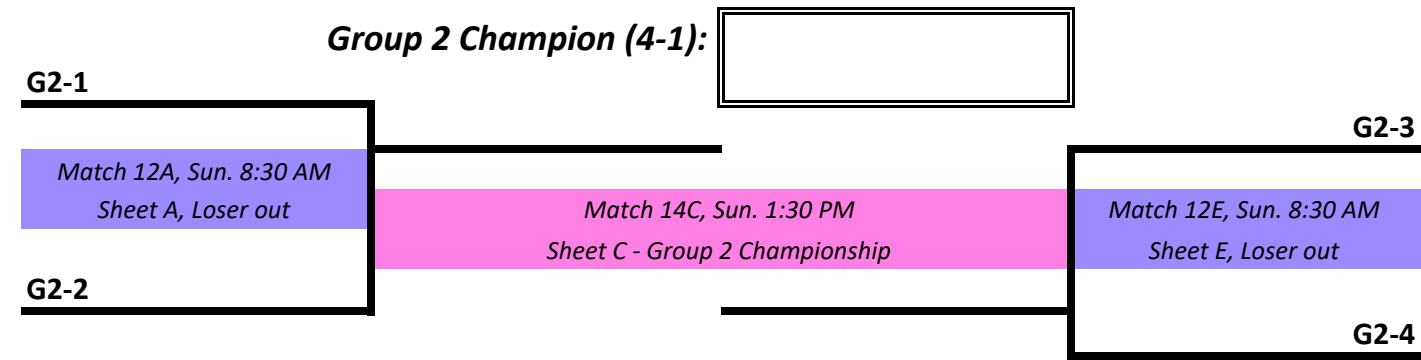 Group 2 Champion (4-1):
G2-1
G2-3
Match 12A, Sun. 8:30 AM
Sheet A, Loser out
Match 14C, Sun. 1:30 PM
Sheet C - Group 2 Championship
Match 12E, Sun. 8:30 AM
Sheet E, Loser out
G2-2
G2-4